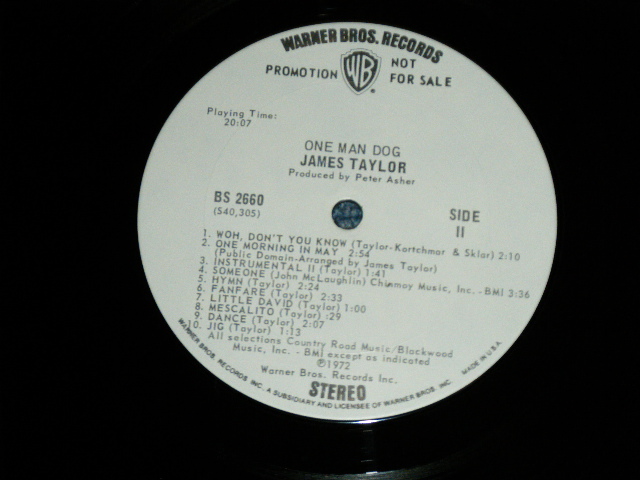 WARNER BROS. RECORDS
PROMOTION WB NOT FOR SALE
®
Playing Time:
20:07
ONE MAN DOG
JAMES TAYLOR
Produced by Peter Asher
BS 2660
(S40,305)
SIDE
II
1. WOH, DON'T YOU KNOW (Taylor-Kortchmar & Sklar) 2:10
2. ONE MORNING IN MAY 2:54
(Public Domain-Arranged by James Taylor)
3. INSTRUMENTAL II (Taylor) 1:41
4. SOMEONE (John McLaughlin) Chinmoy Music, Inc. - BMI 3:36
5. HYMN (Taylor) 2:24
6. FANFARE (Taylor) 2:33
7. LITTLE DAVID (Taylor) 1:00
8. MESCALITO (Taylor) :29
9. DANCE (Taylor) 2:07
0. JIG (Taylor) 1:13
All selections Country Road Music/Blackwood
Music, Inc. - BMI except as indicated
℗1972
Warner Bros. Records Inc.
STEREO
WARNER BROS. RECORDS INC., A SUBSIDIARY AND LICENSEE OF WARNER BROS. INC.
MADE IN U.S.A.